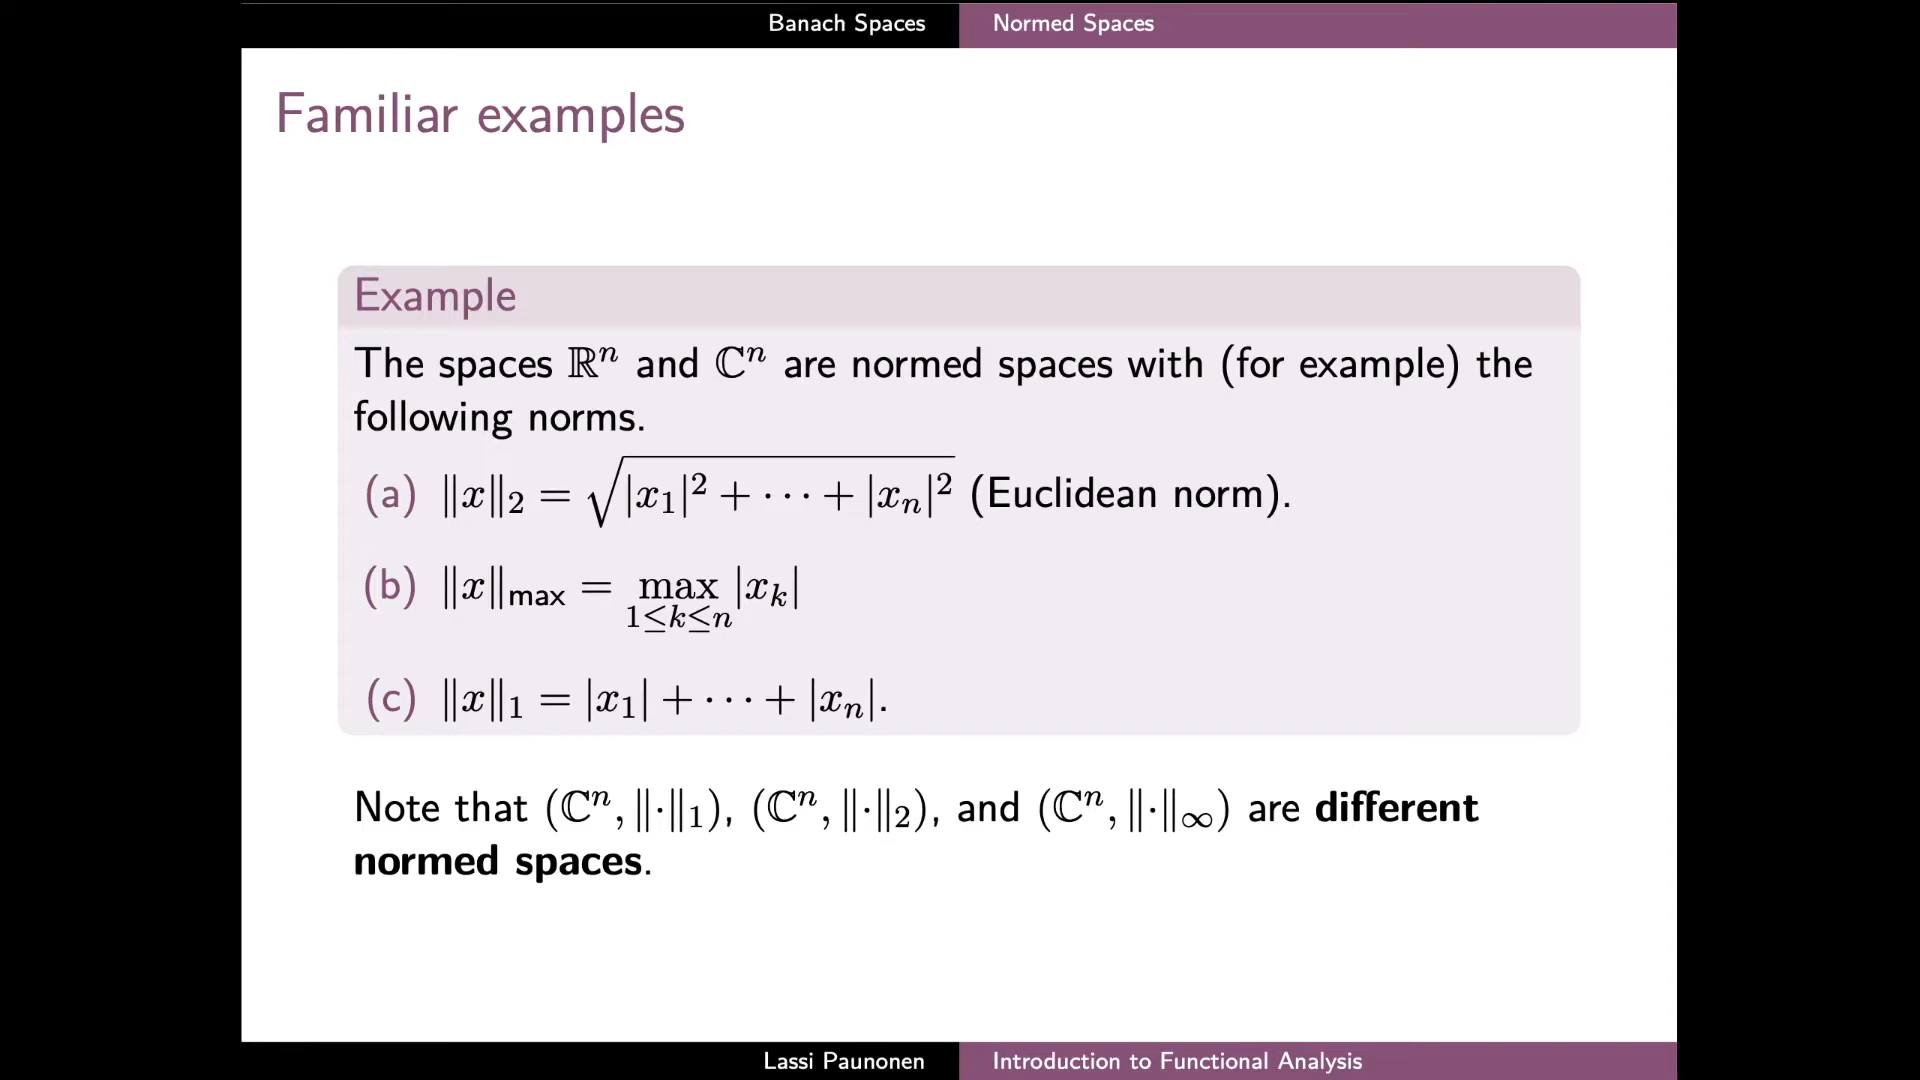 Banach Spaces
Normed Spaces
Familiar examples
Example
The spaces ℝⁿ and ℂⁿ are normed spaces with (for example) the
following norms.
(a) ‖x‖₂ = √(|x₁|² + ⋯ + |xₙ|²) (Euclidean norm).
(b) ‖x‖max = max |xₖ|
1≤k≤n
(c) ‖x‖₁ = |x₁| + ⋯ + |xₙ|.
Note that (ℂⁿ, ‖·‖₁), (ℂⁿ, ‖·‖₂), and (ℂⁿ, ‖·‖∞) are different
normed spaces.
Lassi Paunonen
Introduction to Functional Analysis